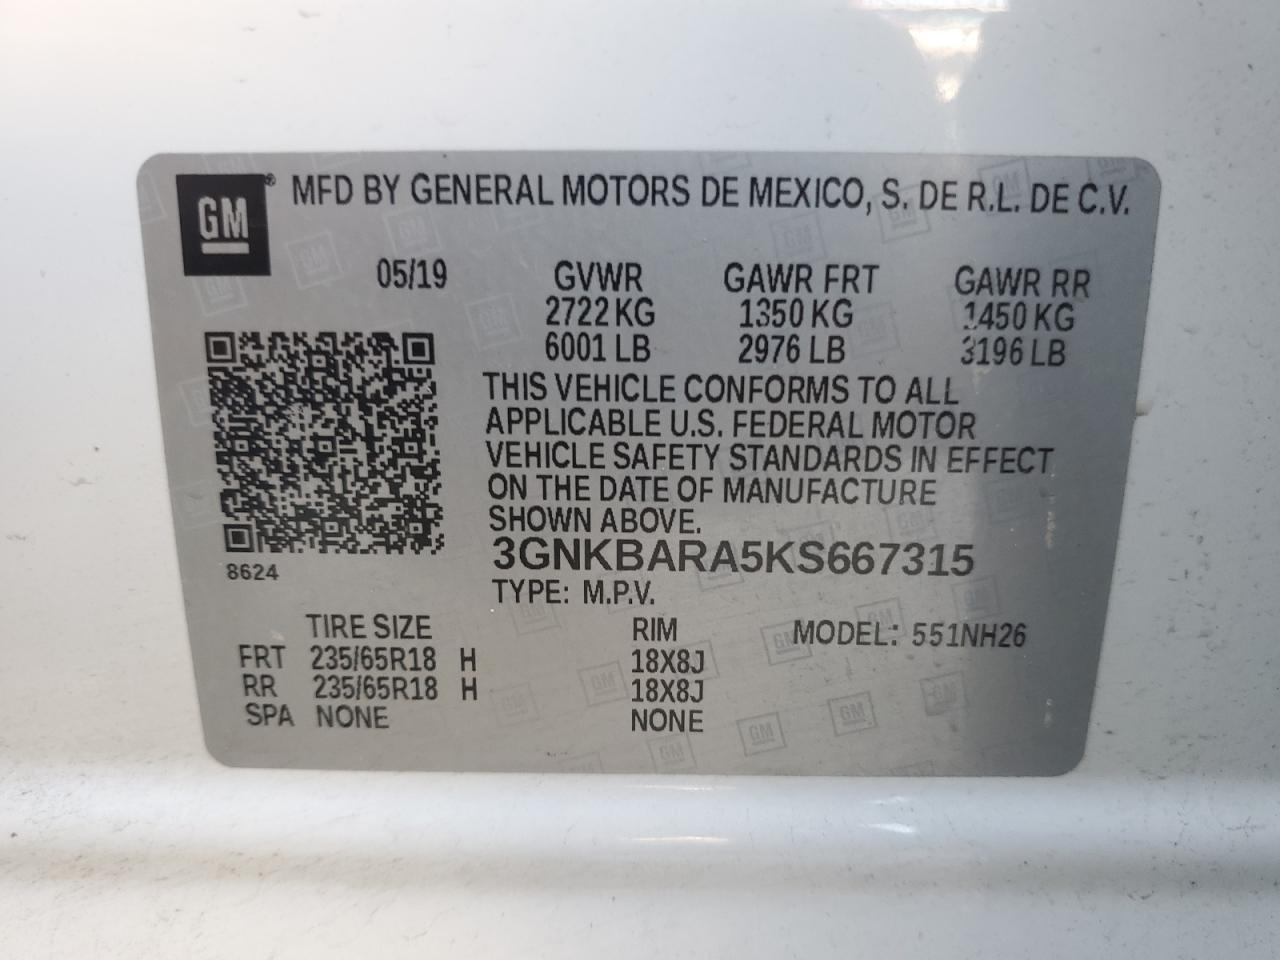 GM® MFD BY GENERAL MOTORS DE MEXICO, S. DE R.L. DE C.V.
05/19 GVWR GAWR FRT GAWR RR
2722 KG 1350 KG 1450 KG
6001 LB 2976 LB 3196 LB
THIS VEHICLE CONFORMS TO ALL
APPLICABLE U.S. FEDERAL MOTOR
VEHICLE SAFETY STANDARDS IN EFFECT
ON THE DATE OF MANUFACTURE
SHOWN ABOVE.
3GNKBARA5KS667315
8624
TYPE: M.P.V.
TIRE SIZE RIM MODEL: 551NH26
FRT 235/65R18 H 18X8J
RR 235/65R18 H 18X8J
SPA NONE NONE